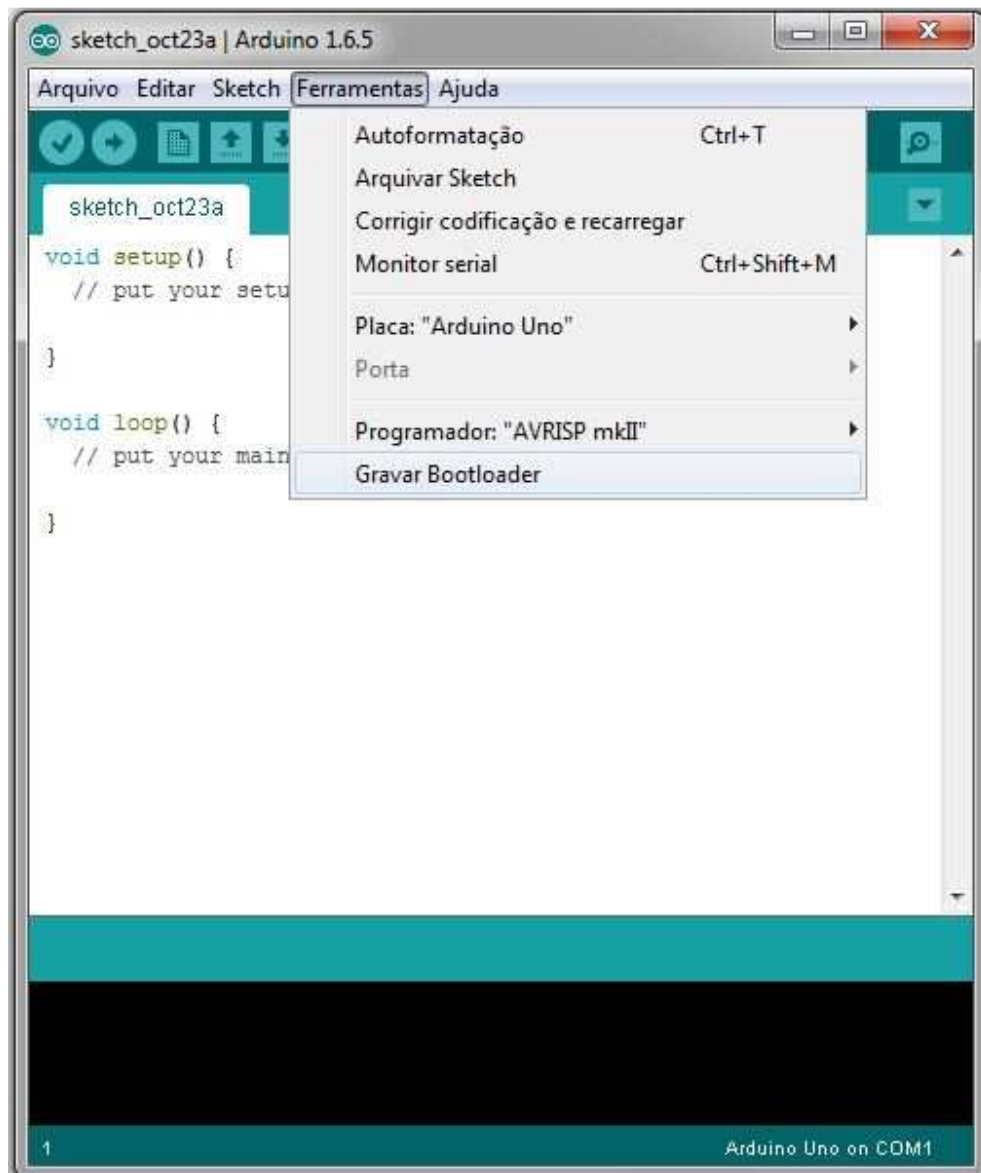 sketch_oct23a | Arduino 1.6.5
Arquivo Editar Sketch Ferramentas Ajuda
Autoformatação Ctrl+T
Arquivar Sketch
Corrigir codificação e recarregar
Monitor serial Ctrl+Shift+M
Placa: "Arduino Uno"
Porta
Programador: "AVRISP mkII"
Gravar Bootloader
sketch_oct23a
void setup() {
// put your setu
}
void loop() {
// put your main
}
1 Arduino Uno on COM1